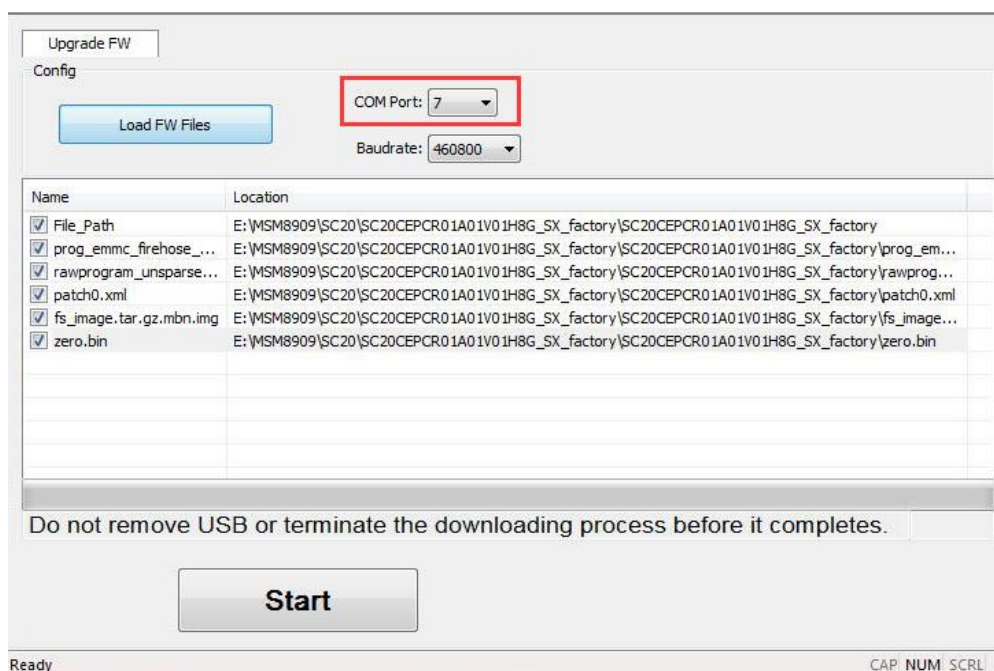 Upgrade FW
Config
COM Port: 7
Load FW Files
Baudrate: 460800
Name Location
File_Path E:\MSM8909\SC20\SC20CEPCR01A01V01H8G_SX_factory\SC20CEPCR01A01V01H8G_SX_factory
prog_emmc_firehose_... E:\MSM8909\SC20\SC20CEPCR01A01V01H8G_SX_factory\SC20CEPCR01A01V01H8G_SX_factory\prog_em...
rawprogram_unsparse... E:\MSM8909\SC20\SC20CEPCR01A01V01H8G_SX_factory\SC20CEPCR01A01V01H8G_SX_factory\rawprog...
patch0.xml E:\MSM8909\SC20\SC20CEPCR01A01V01H8G_SX_factory\SC20CEPCR01A01V01H8G_SX_factory\patch0.xml
fs_image.tar.gz.mbn.img E:\MSM8909\SC20\SC20CEPCR01A01V01H8G_SX_factory\SC20CEPCR01A01V01H8G_SX_factory\fs_image...
zero.bin E:\MSM8909\SC20\SC20CEPCR01A01V01H8G_SX_factory\SC20CEPCR01A01V01H8G_SX_factory\zero.bin
Do not remove USB or terminate the downloading process before it completes.
Start
Ready CAP NUM SCRL